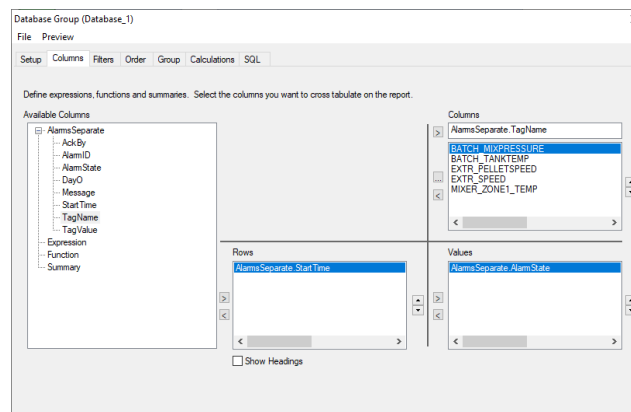 Database Group (Database_1)
File Preview
Setup Columns Filters Order Group Calculations SQL
Define expressions, functions and summaries. Select the columns you want to cross tabulate on the report.
Available Columns
AlarmsSeparate
AckBy
AlarmID
AlarmState
DayO
Message
StartTime
TagName
TagValue
Expression
Function
Summary
Columns
> AlarmsSeparate.TagName
BATCH_MIXPRESSURE
BATCH_TANKTEMP
EXTR_PELLETSPEED
EXTR_SPEED
MIXER_ZONE1_TEMP
...
<
< >
Rows
AlarmsSeparate.StartTime
>
<
< >
Show Headings
Values
AlarmsSeparate.AlarmState
>
<
< >